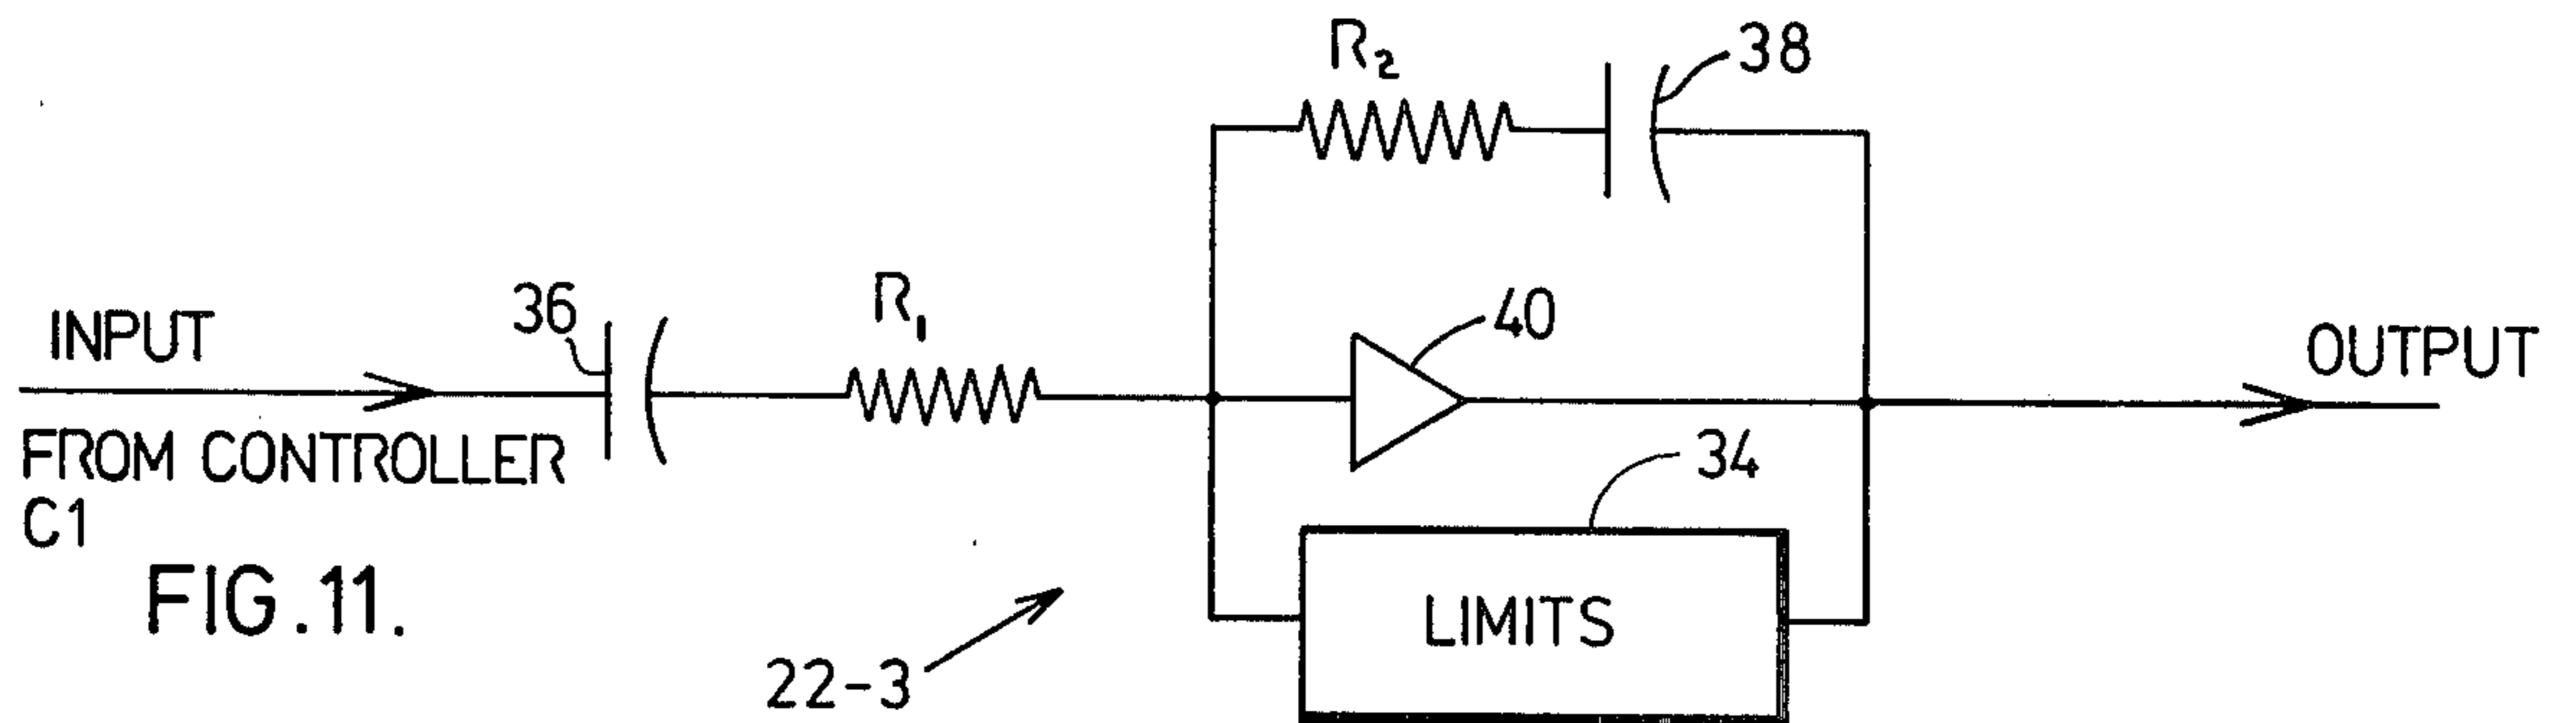 R₂
38
36
R₁
40
INPUT
OUTPUT
FROM CONTROLLER
C1
34
FIG.11.
LIMITS
22-3